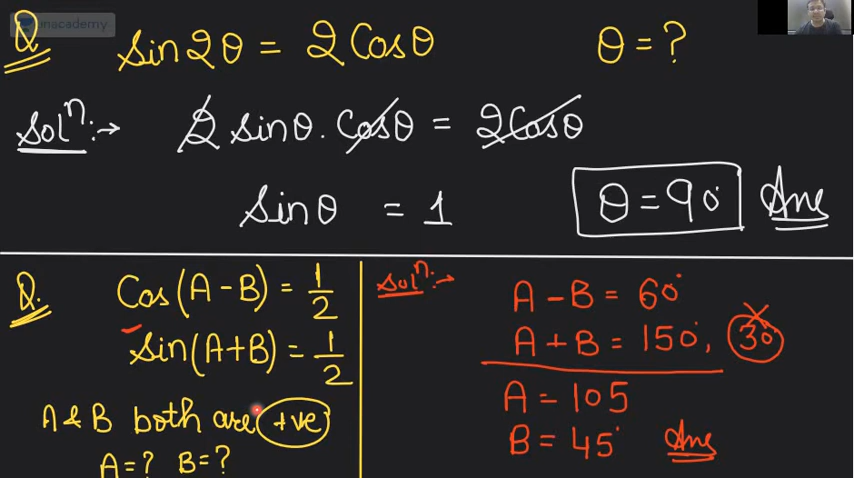 unacademy
Q sin2θ = 2Cosθ θ = ?
Solⁿ:→ 2 sinθ. Cosθ = 2Cosθ
Sinθ = 1 θ = 90° Ans
Q. Cos(A-B) = 1/2
Sin(A+B) = 1/2
A & B both are +ve
A=? B=?
Solⁿ:→ A-B = 60°
A+B = 150°, 30
A = 105
B = 45° Ans